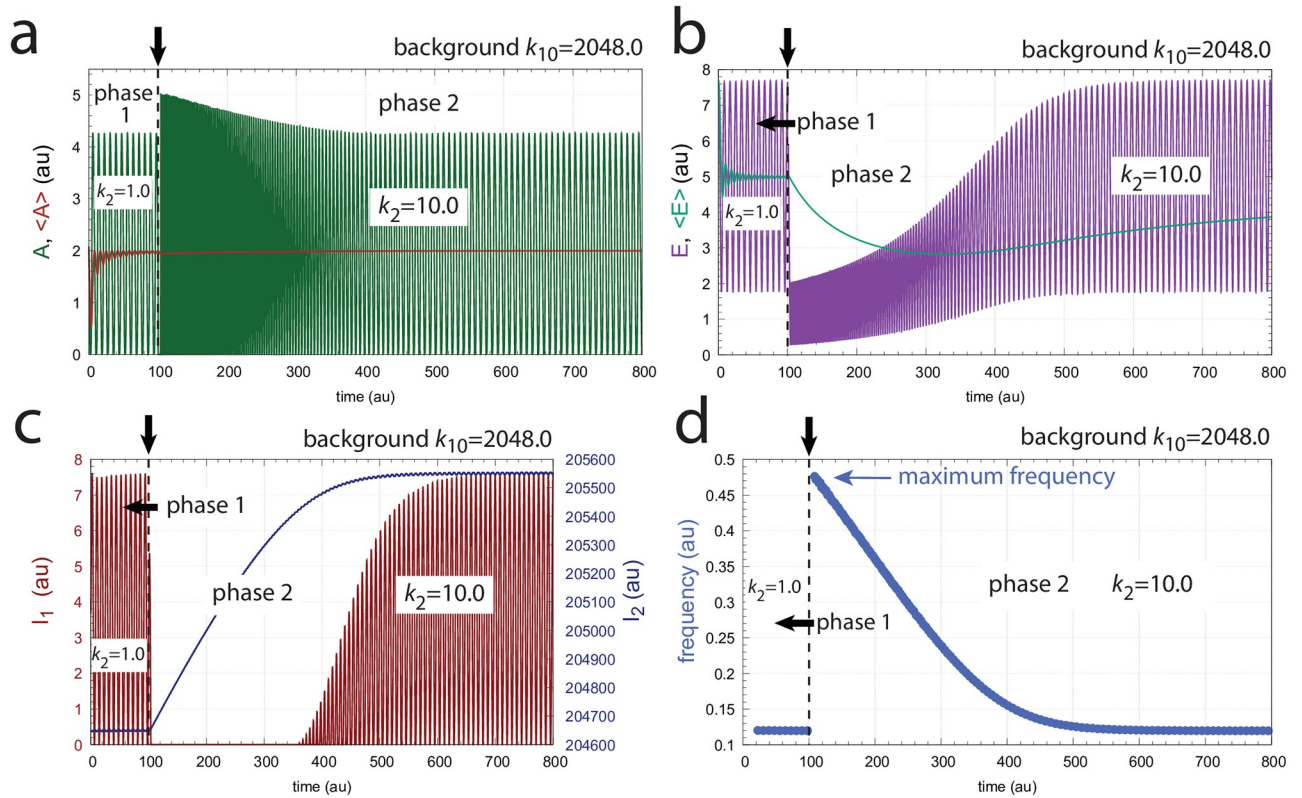 a
background k10=2048.0
A, <A> (au)
5
4
3
2
1
0
phase
1
phase 2
k2=1.0
k2=10.0
0 100 200 300 400 500 600 700 800
time (au)
b
background k10=2048.0
E, <E> (au)
8
7
6
5
4
3
2
1
0
phase 1
phase 2
k2=1.0
k2=10.0
0 100 200 300 400 500 600 700 800
time (au)
c
background k10=2048.0
I1 (au)
8
7
6
5
4
3
2
1
0
phase 1
phase 2
k2=1.0
k2=10.0
205600
205500
205400
205300
205200
205100
205000
204900
204800
204700
204600
I2 (au)
0 100 200 300 400 500 600 700 800
time (au)
d
background k10=2048.0
frequency (au)
0.5
0.45
0.4
0.35
0.3
0.25
0.2
0.15
0.1
maximum frequency
k2=1.0
phase 2 k2=10.0
phase 1
0 100 200 300 400 500 600 700 800
time (au)